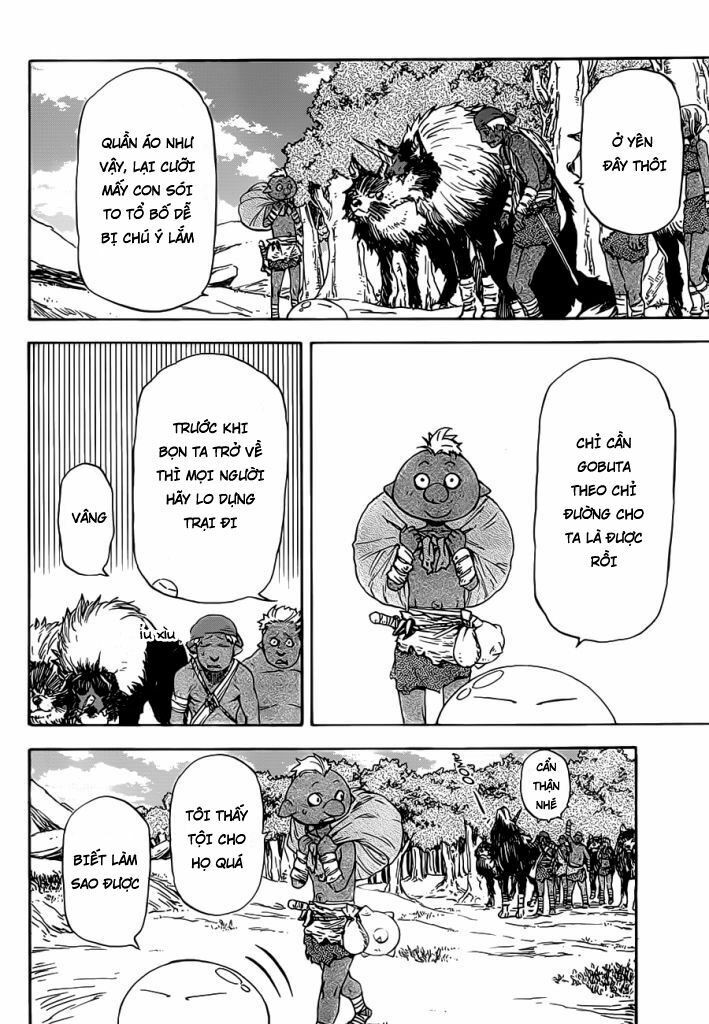 Ở YÊN
ĐÂY THÔI
QUẦN ÁO NHƯ
VẬY, LẠI CƯỠI
MẤY CON SÓI
TO TỔ BỐ DỄ
BỊ CHÚ Ý LẮM
CHỈ CẦN
GOBUTA
THEO CHỈ
ĐƯỜNG CHO
TA LÀ ĐƯỢC
RỒI
TRƯỚC KHI
BỌN TA TRỞ VỀ
THÌ MỌI NGƯỜI
HÃY LO DỰNG
TRẠI ĐI
VÂNG
ỉu xìu
CẨN
THẬN
NHÉ
TÔI THẤY
TỘI CHO
HỌ QUÁ
BIẾT LÀM
SAO ĐƯỢC